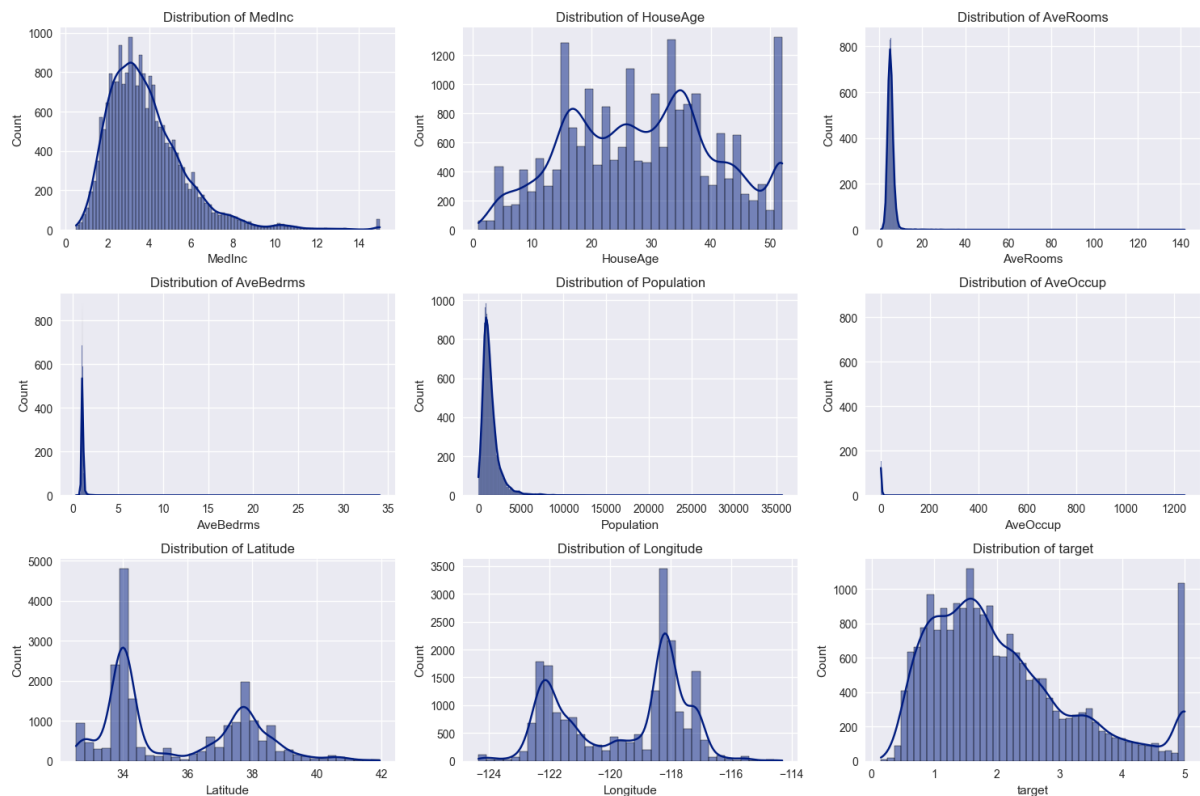 Distribution of MedInc
Count
1000
800
600
400
200
0
0 2 4 6 8 10 12 14
MedInc
Distribution of HouseAge
Count
1200
1000
800
600
400
200
0
0 10 20 30 40 50
HouseAge
Distribution of AveRooms
Count
800
600
400
200
0
0 20 40 60 80 100 120 140
AveRooms
Distribution of AveBedrms
Count
800
600
400
200
0
0 5 10 15 20 25 30 35
AveBedrms
Distribution of Population
Count
1000
800
600
400
200
0
0 5000 10000 15000 20000 25000 30000 35000
Population
Distribution of AveOccup
Count
800
600
400
200
0
0 200 400 600 800 1000 1200
AveOccup
Distribution of Latitude
Count
5000
4000
3000
2000
1000
0
34 36 38 40 42
Latitude
Distribution of Longitude
Count
3500
3000
2500
2000
1500
1000
500
0
−124 −122 −120 −118 −116 −114
Longitude
Distribution of target
Count
1000
800
600
400
200
0
0 1 2 3 4 5
target